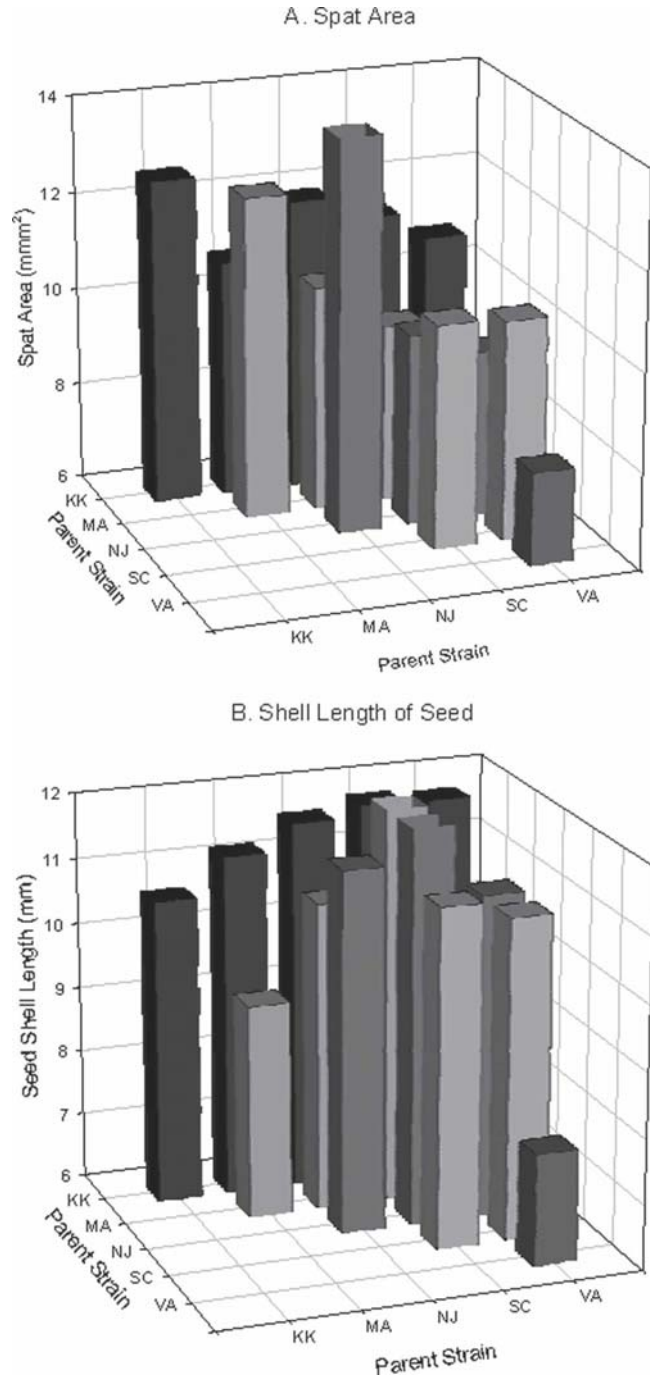 A. Spat Area
14
12
10
8
6
Spat Area (mmm²)
KK
MA
NJ
SC
VA
Parent Strain
KK
MA
NJ
SC
VA
Parent Strain
B. Shell Length of Seed
12
11
10
9
8
7
6
Seed Shell Length (mm)
KK
MA
NJ
SC
VA
Parent Strain
KK
MA
NJ
SC
VA
Parent Strain